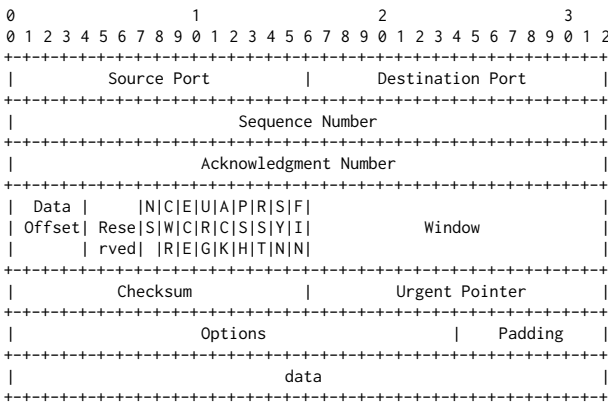 0                   1                   2                   3
0 1 2 3 4 5 6 7 8 9 0 1 2 3 4 5 6 7 8 9 0 1 2 3 4 5 6 7 8 9 0 1 2
+-+-+-+-+-+-+-+-+-+-+-+-+-+-+-+-+-+-+-+-+-+-+-+-+-+-+-+-+-+-+-+-+
|          Source Port          |       Destination Port        |
+-+-+-+-+-+-+-+-+-+-+-+-+-+-+-+-+-+-+-+-+-+-+-+-+-+-+-+-+-+-+-+-+
|                        Sequence Number                        |
+-+-+-+-+-+-+-+-+-+-+-+-+-+-+-+-+-+-+-+-+-+-+-+-+-+-+-+-+-+-+-+-+
|                    Acknowledgment Number                      |
+-+-+-+-+-+-+-+-+-+-+-+-+-+-+-+-+-+-+-+-+-+-+-+-+-+-+-+-+-+-+-+-+
|  Data |     |N|C|E|U|A|P|R|S|F|                               |
| Offset| Rese|S|W|C|R|C|S|S|Y|I|            Window             |
|       | rved| |R|E|G|K|H|T|N|N|                               |
+-+-+-+-+-+-+-+-+-+-+-+-+-+-+-+-+-+-+-+-+-+-+-+-+-+-+-+-+-+-+-+-+
|           Checksum            |         Urgent Pointer        |
+-+-+-+-+-+-+-+-+-+-+-+-+-+-+-+-+-+-+-+-+-+-+-+-+-+-+-+-+-+-+-+-+
|                    Options                    |    Padding    |
+-+-+-+-+-+-+-+-+-+-+-+-+-+-+-+-+-+-+-+-+-+-+-+-+-+-+-+-+-+-+-+-+
|                             data                              |
+-+-+-+-+-+-+-+-+-+-+-+-+-+-+-+-+-+-+-+-+-+-+-+-+-+-+-+-+-+-+-+-+